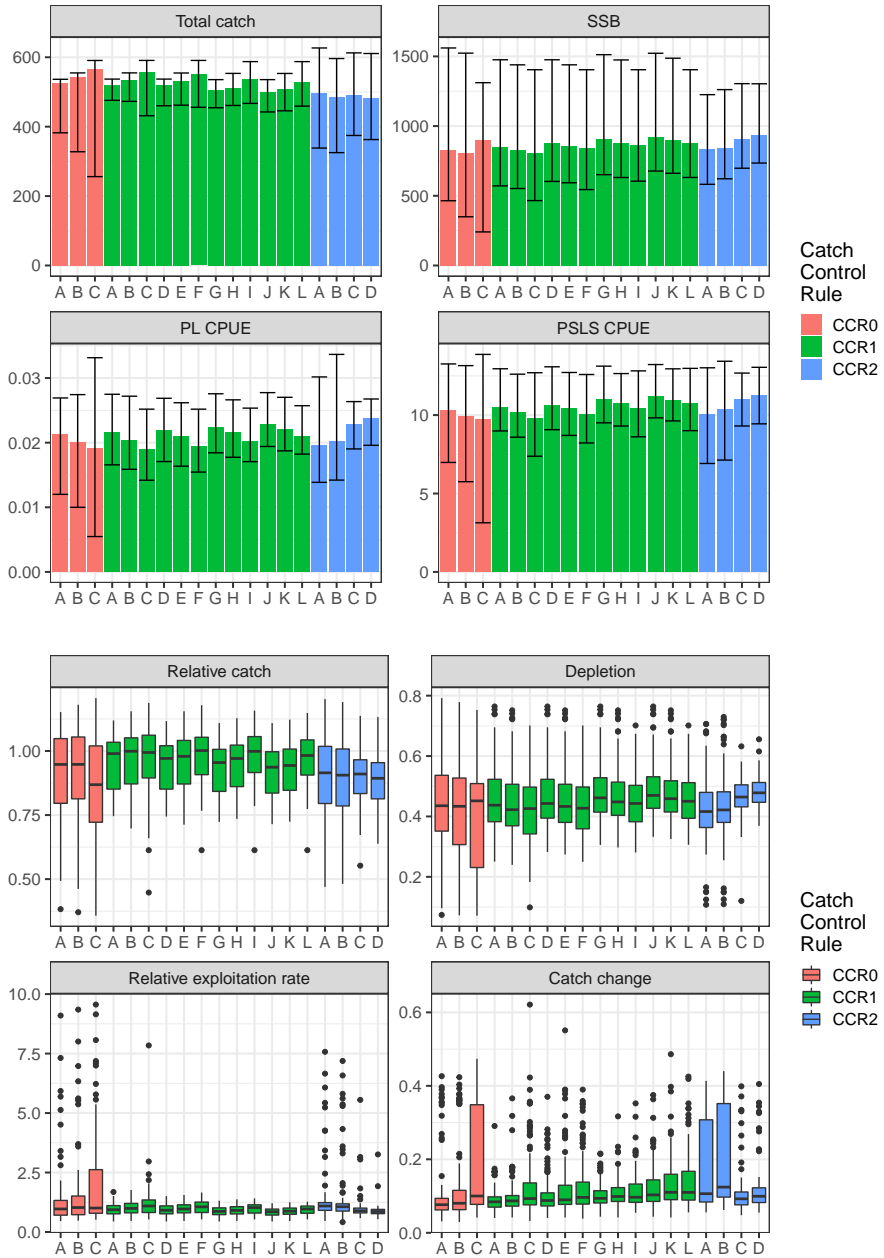 Total catch
SSB
600
400
200
0
1500
1000
500
0
A B C A B C D E F G H I J K L A B C D
A B C A B C D E F G H I J K L A B C D
PL CPUE
PSLS CPUE
0.03
0.02
0.01
0.00
10
5
0
A B C A B C D E F G H I J K L A B C D
A B C A B C D E F G H I J K L A B C D
Catch
Control
Rule
CCR0
CCR1
CCR2
Relative catch
Depletion
1.00
0.75
0.50
0.8
0.6
0.4
0.2
A B C A B C D E F G H I J K L A B C D
A B C A B C D E F G H I J K L A B C D
Relative exploitation rate
Catch change
10.0
7.5
5.0
2.5
0.0
0.6
0.4
0.2
0.0
A B C A B C D E F G H I J K L A B C D
A B C A B C D E F G H I J K L A B C D
Catch
Control
Rule
CCR0
CCR1
CCR2